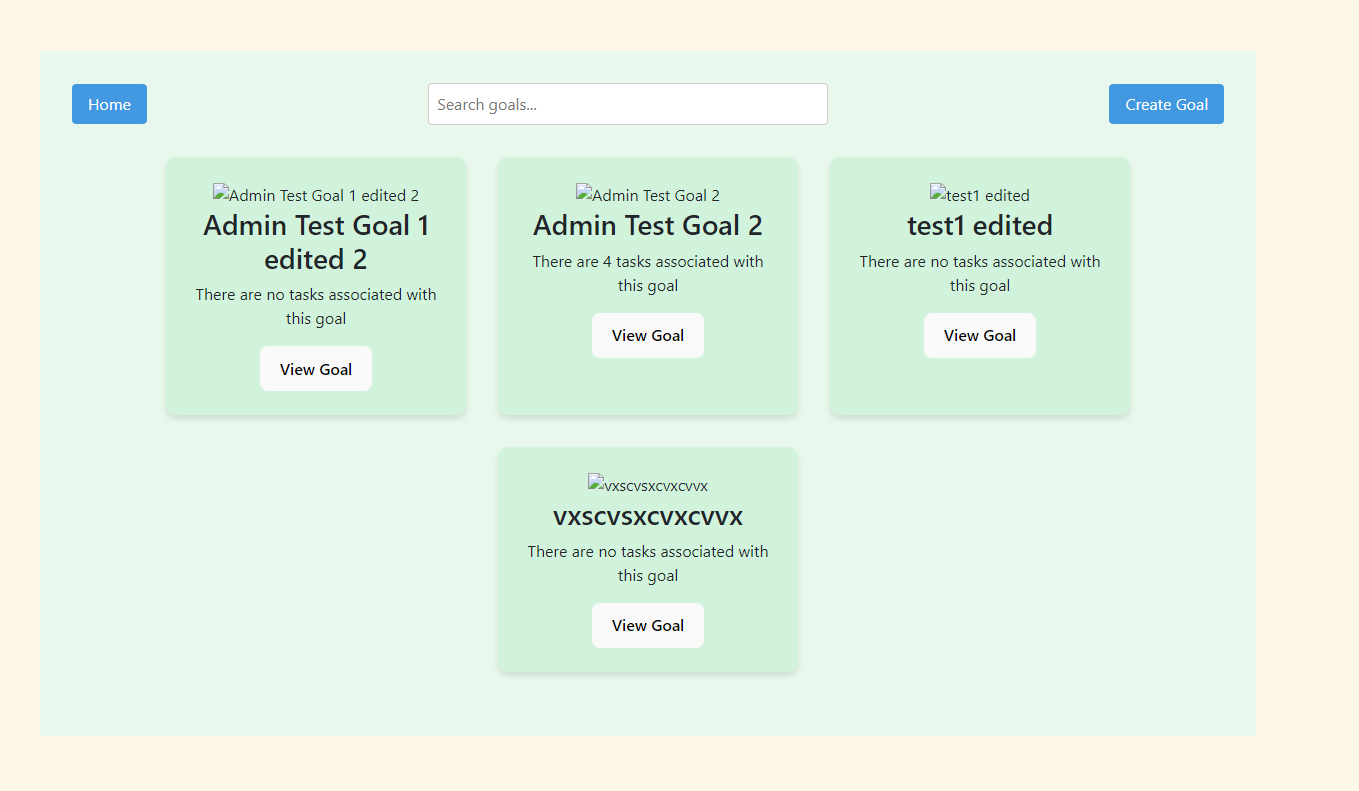 Home
Search goals...
Create Goal
Admin Test Goal 1 edited 2
Admin Test Goal 1
edited 2
There are no tasks associated with
this goal
View Goal
Admin Test Goal 2
Admin Test Goal 2
There are 4 tasks associated with
this goal
View Goal
test1 edited
test1 edited
There are no tasks associated with
this goal
View Goal
vxscvsxcvxcvvx
vxscvsxcvxcvvx
There are no tasks associated with
this goal
View Goal